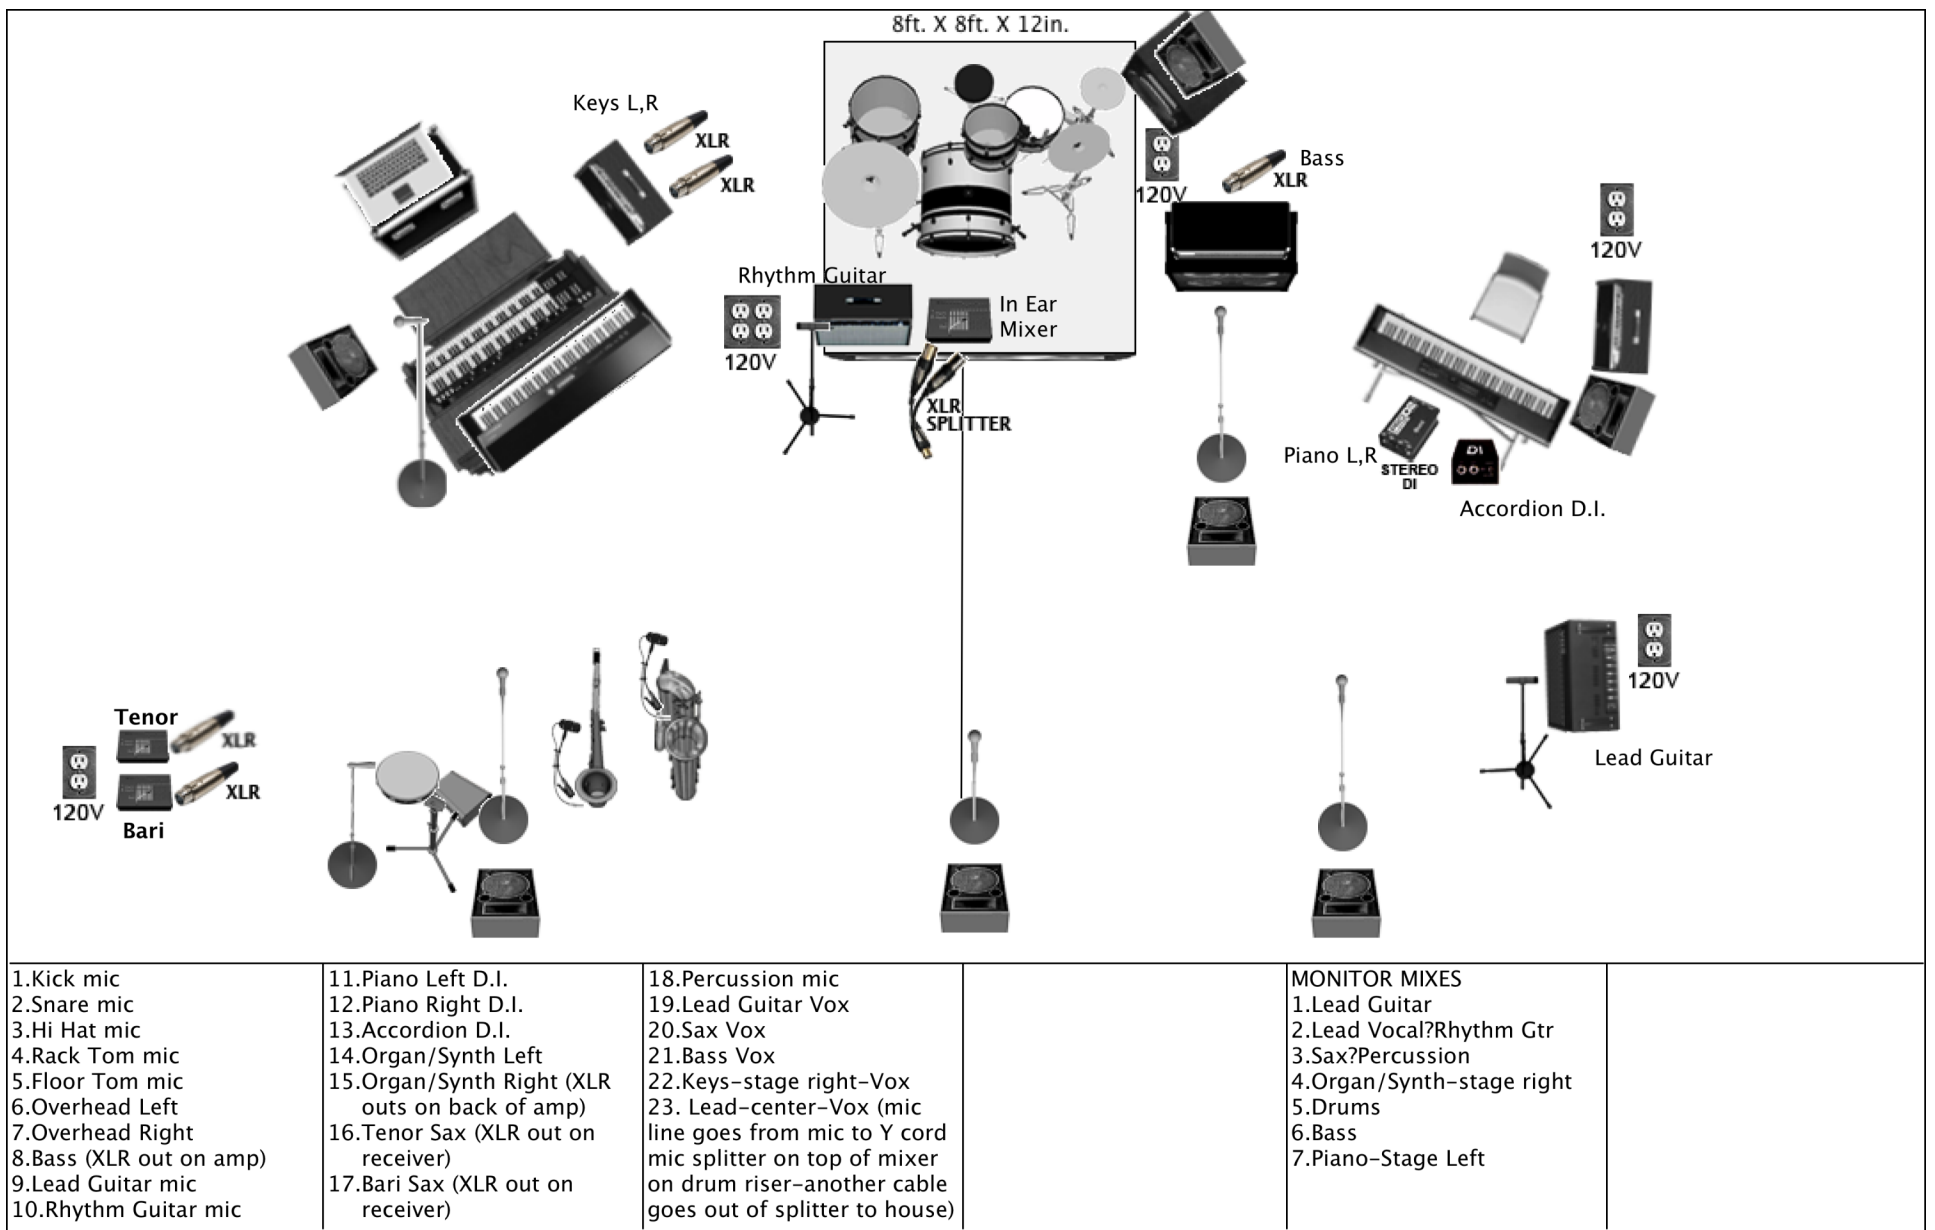 8ft. X 8ft. X 12in.
Keys L,R
XLR
XLR
Bass
XLR
120V
120V
Rhythm Guitar
In Ear
Mixer
120V
XLR
SPLITTER
Piano L,R
STEREO
DI
DI
Accordion D.I.
120V
Tenor
XLR
Lead Guitar
120V
XLR
Bari
1.Kick mic
2.Snare mic
3.Hi Hat mic
4.Rack Tom mic
5.Floor Tom mic
6.Overhead Left
7.Overhead Right
8.Bass (XLR out on amp)
9.Lead Guitar mic
10.Rhythm Guitar mic
11.Piano Left D.I.
12.Piano Right D.I.
13.Accordion D.I.
14.Organ/Synth Left
15.Organ/Synth Right (XLR
outs on back of amp)
16.Tenor Sax (XLR out on
receiver)
17.Bari Sax (XLR out on
receiver)
18.Percussion mic
19.Lead Guitar Vox
20.Sax Vox
21.Bass Vox
22.Keys-stage right-Vox
23. Lead-center-Vox (mic
line goes from mic to Y cord
mic splitter on top of mixer
on drum riser-another cable
goes out of splitter to house)
MONITOR MIXES
1.Lead Guitar
2.Lead Vocal?Rhythm Gtr
3.Sax?Percussion
4.Organ/Synth-stage right
5.Drums
6.Bass
7.Piano-Stage Left